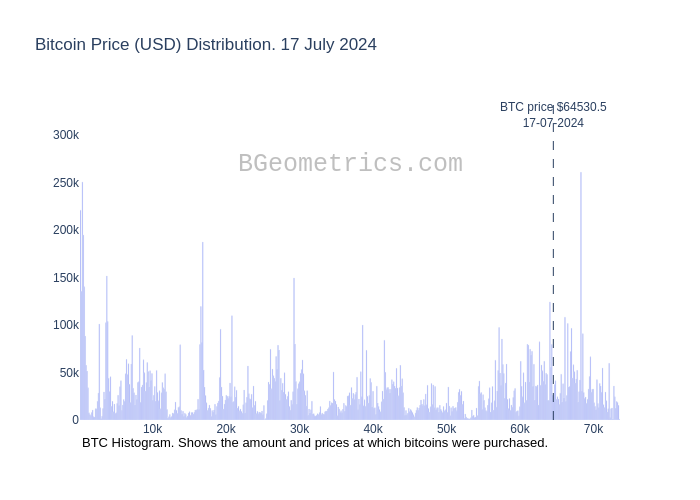 Bitcoin Price (USD) Distribution. 17 July 2024
BTC price $64530.5
17-07-2024
300k
BGeometrics.com
250k
200k
150k
100k
50k
0
10k 20k 30k 40k 50k 60k 70k
BTC Histogram. Shows the amount and prices at which bitcoins were purchased.